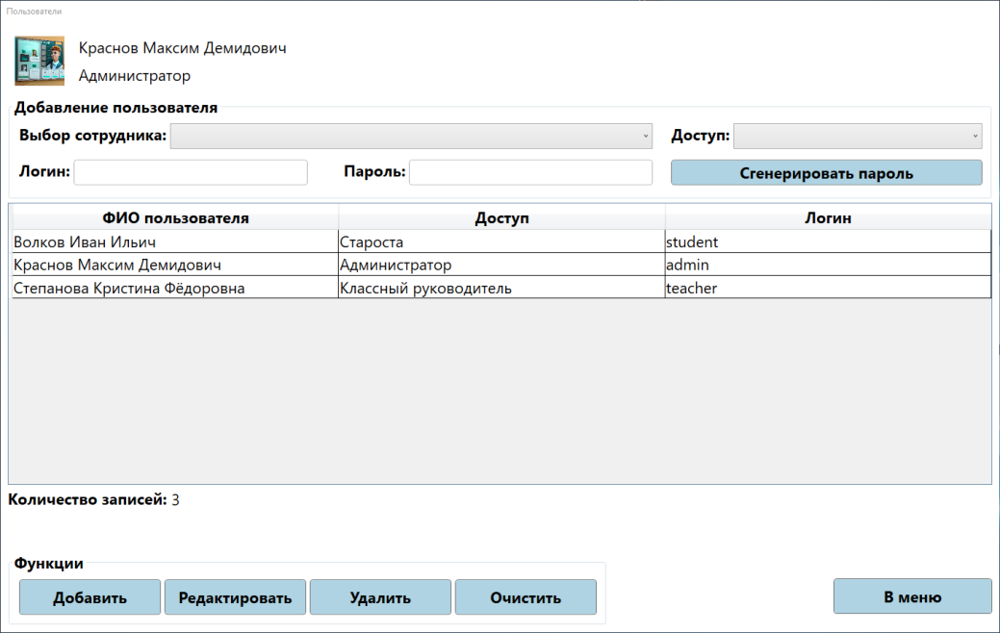 Пользователи
Краснов Максим Демидович
Администратор
Добавление пользователя
Выбор сотрудника: Доступ:
Логин: Пароль: Сгенерировать пароль
ФИО пользователя Доступ Логин
Волков Иван Ильич Староста student
Краснов Максим Демидович Администратор admin
Степанова Кристина Фёдоровна Классный руководитель teacher
Количество записей: 3
Функции
Добавить Редактировать Удалить Очистить В меню